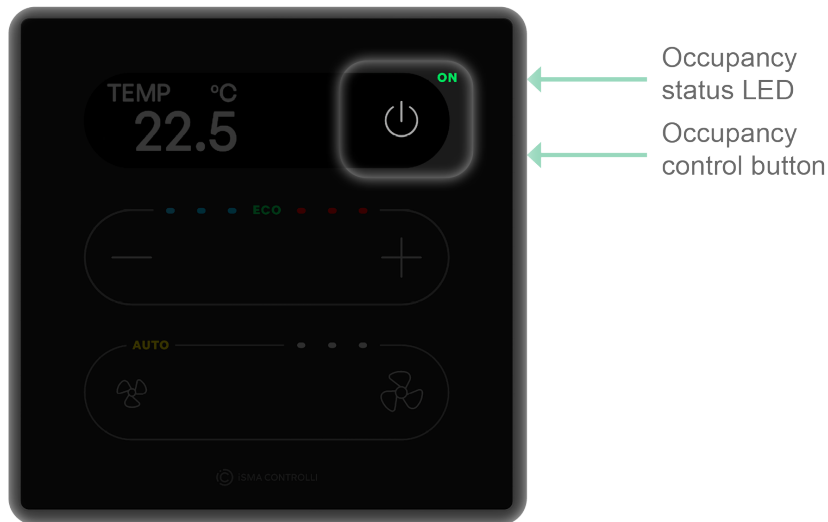 ON
Occupancy
status LED
TEMP °C
22.5
Occupancy
control button
ECO
AUTO
iSMA CONTROLLI